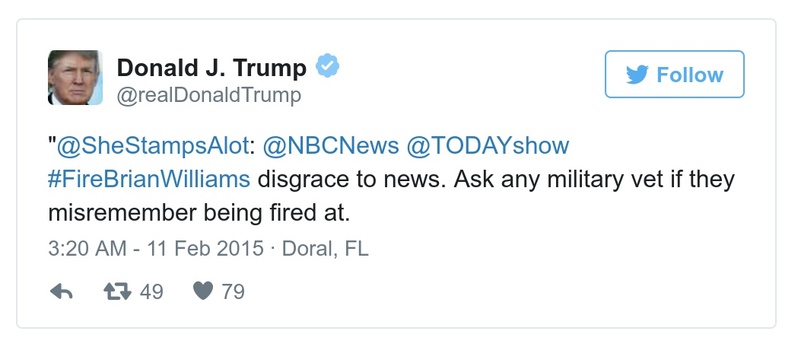 Donald J. Trump
@realDonaldTrump
Follow
"@SheStampsAlot: @NBCNews @TODAYshow
#FireBrianWilliams disgrace to news. Ask any military vet if they
misremember being fired at.
3:20 AM - 11 Feb 2015 · Doral, FL
49 79